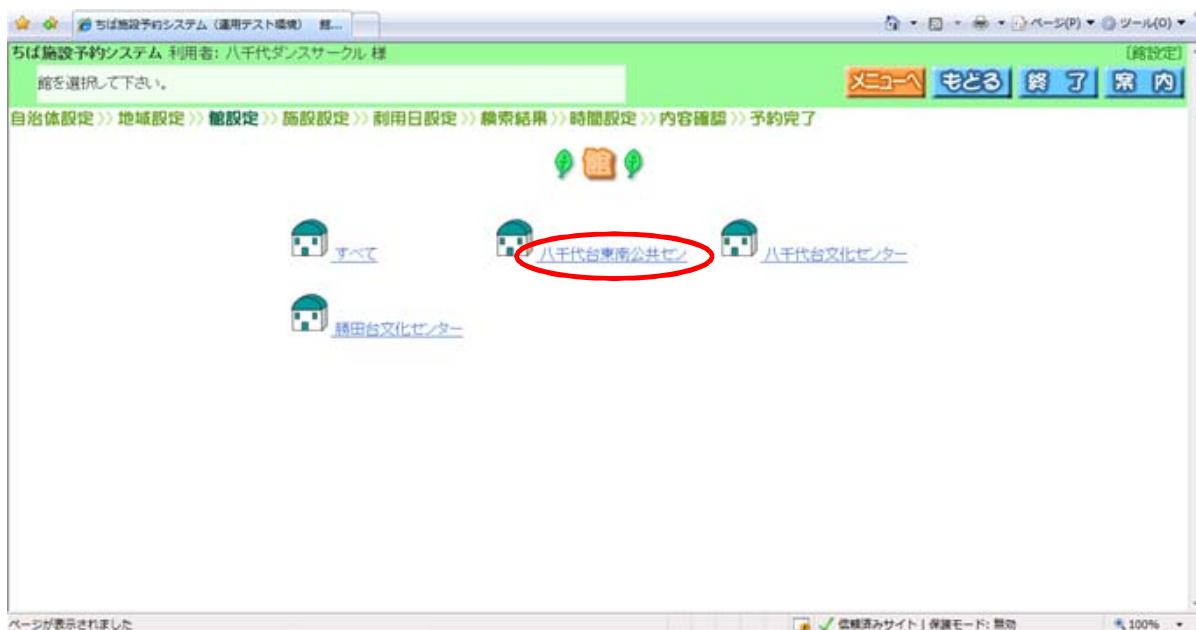 ちば施設予約システム（運用テスト環境） 館...
ページ(P) ツール(O)
ちば施設予約システム 利用者: 八千代ダンスサークル 様
［館設定］
館を選択して下さい。
メニューへ もどる 終 了 案 内
自治体設定 》 地域設定 》 館設定 》 施設設定 》 利用日設定 》 検索結果 》 時間設定 》 内容確認 》 予約完了
館
すべて 八千代台東南公共セン 八千代台文化センター
勝田台文化センター
ページが表示されました 信頼済みサイト | 保護モード: 無効 100%